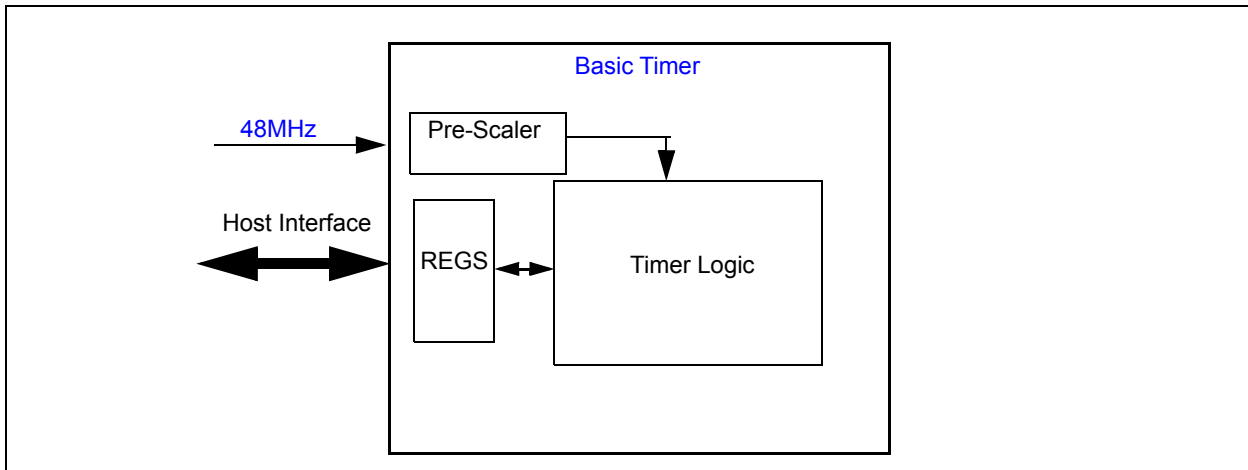 Basic Timer
48MHz
Pre-Scaler
Host Interface
REGS
Timer Logic